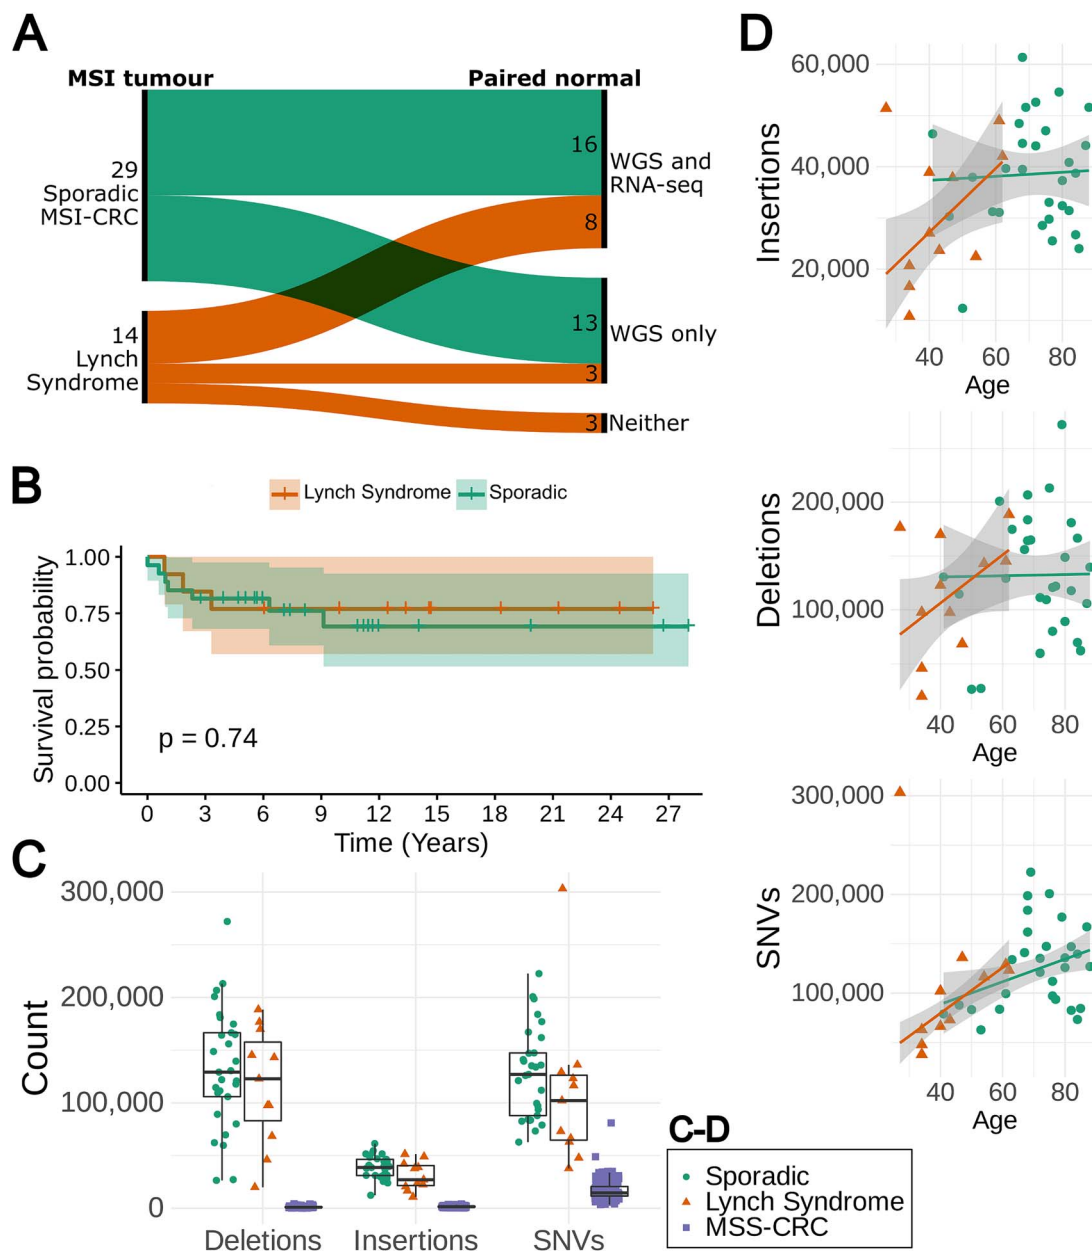 A
MSI tumour
Paired normal
29
Sporadic
MSI-CRC
14
Lynch
Syndrome
16
WGS and
RNA-seq
8
13
WGS only
3
3
Neither
B
Lynch Syndrome
Sporadic
Survival probability
1.00
0.75
0.50
0.25
0.00
p = 0.74
0 3 6 9 12 15 18 21 24 27
Time (Years)
C
Count
300,000
200,000
100,000
0
Deletions Insertions SNVs
C-D
Sporadic
Lynch Syndrome
MSS-CRC
D
Insertions
60,000
40,000
20,000
40 60 80
Age
Deletions
200,000
100,000
40 60 80
Age
SNVs
300,000
200,000
100,000
40 60 80
Age